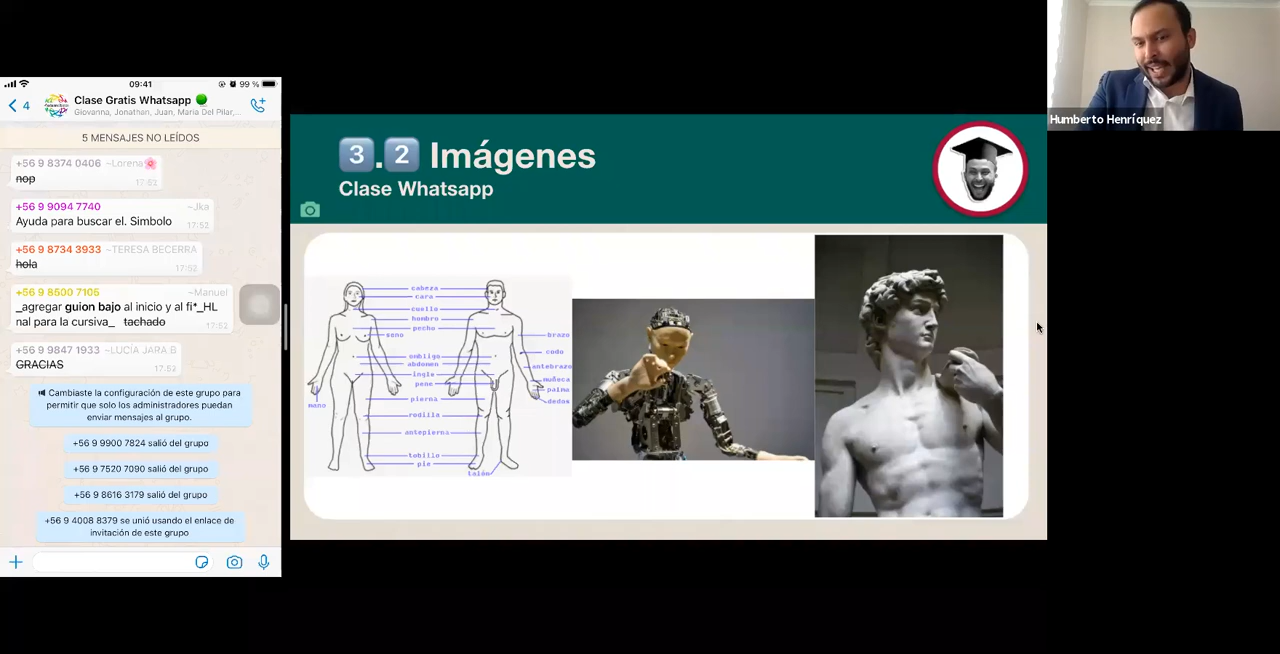 09:41
99 %
4
Clase Gratis Whatsapp
Giovanna, Jonathan, Juan, Maria Del Pilar,...
5 MENSAJES NO LEÍDOS
+56 9 8374 0406 ~Lorena
nop
17:52
+56 9 9094 7740 ~Jka
Ayuda para buscar el. Simbolo
17:52
+56 9 8734 3933 ~TERESA BECERRA
hola
17:52
+56 9 8500 7105 ~Manuel
_agregar guion bajo al inicio y al fi*_HL
nal para la cursiva_ tachado
17:52
+56 9 9847 1933 ~LUCIA JARA B
GRACIAS
17:53
Cambiaste la configuración de este grupo para
permitir que solo los administradores puedan
enviar mensajes al grupo.
+56 9 9900 7824 salió del grupo
+56 9 7520 7090 salió del grupo
+56 9 8616 3179 salió del grupo
+56 9 4008 8379 se unió usando el enlace de
invitación de este grupo
3.2 Imágenes
Clase Whatsapp
cabeza
cara
cuello
hombro
pecho
seno
brazo
codo
ombligo
abdomen
antebrazo
ingle
muñeca
pene
palma
mano
pierna
dedos
rodilla
antepierna
tobillo
pie
talón
Humberto Henríquez